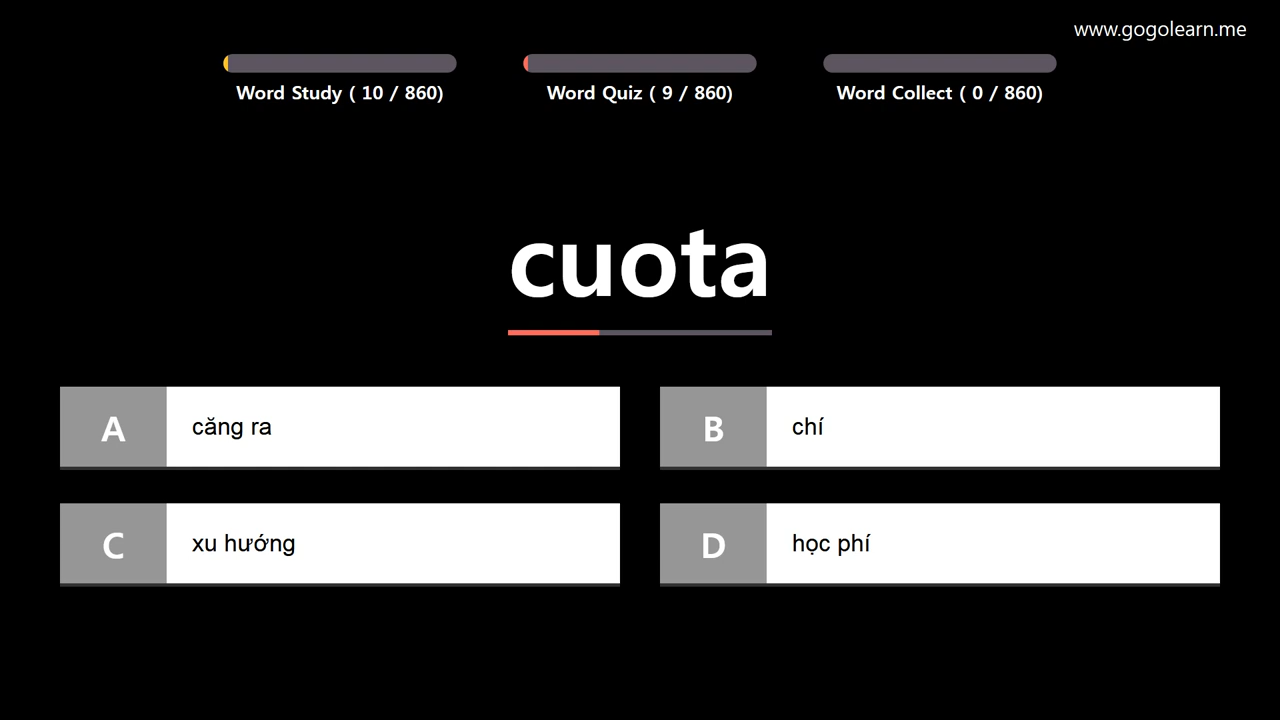 www.gogolearn.me
Word Study ( 10 / 860)
Word Quiz ( 9 / 860)
Word Collect ( 0 / 860)
cuota
A căng ra
B chí
C xu hướng
D học phí